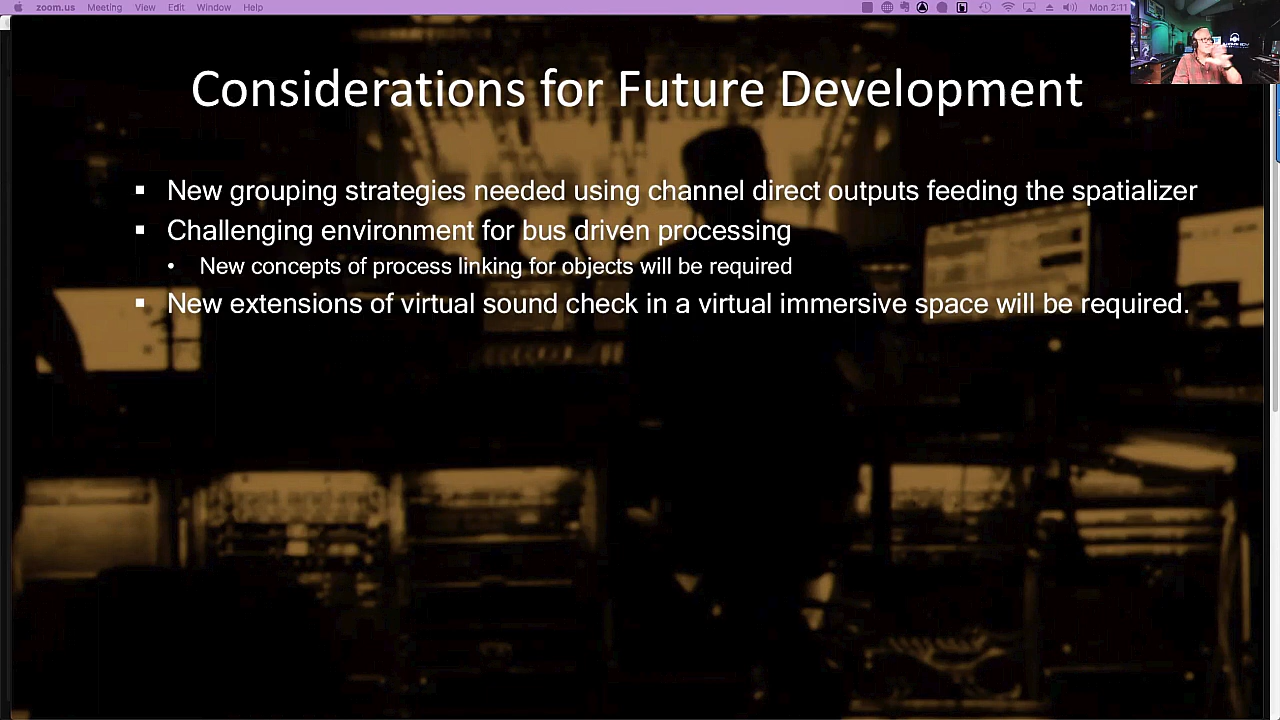 zoom.us Meeting View Edit Window Help Mon 2:11
Considerations for Future Development
▪ New grouping strategies needed using channel direct outputs feeding the spatializer
▪ Challenging environment for bus driven processing
• New concepts of process linking for objects will be required
▪ New extensions of virtual sound check in a virtual immersive space will be required.